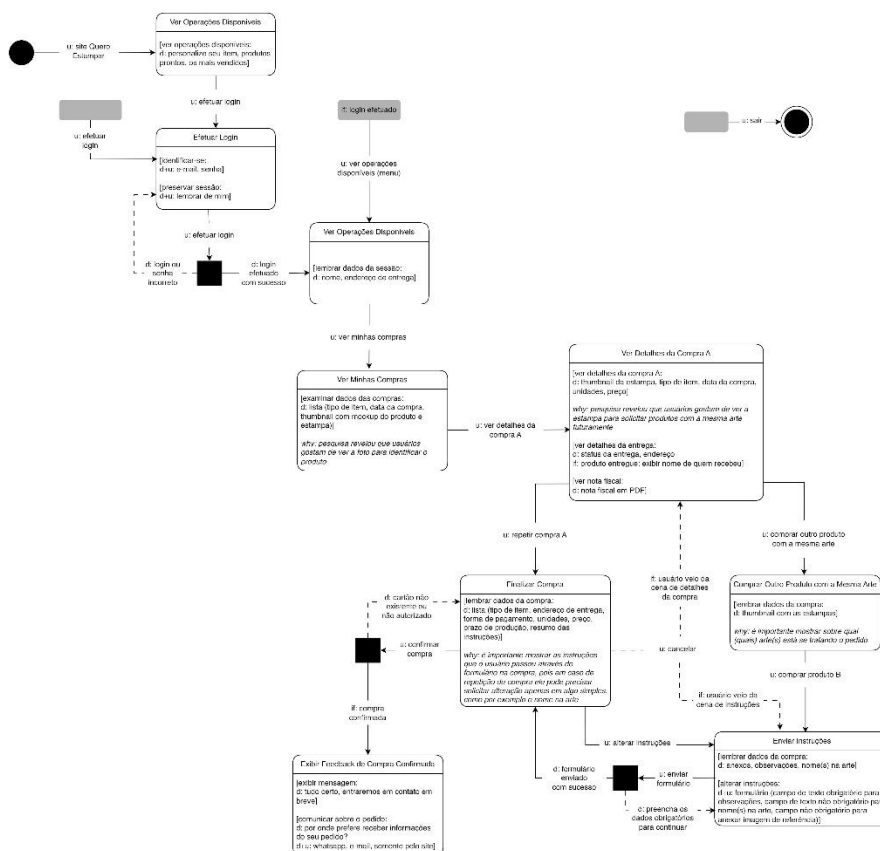 Ver Operações Disponíveis
[ver operações disponíveis:
d: personalize seu item, produtos
prontos, os mais vendidos]
u: site Quero
Estampar
u: efetuar login
u: efetuar
login
Efetuar Login
[identificar-se:
d+u: e-mail, senha]
[preservar sessão:
d+u: lembrar de mim]
u: efetuar login
d: login ou
senha
incorreto
d: login
efetuado
com sucesso
if: login efetuado
u: ver operações
disponíveis (menu)
u: sair
Ver Operações Disponíveis
[lembrar dados da sessão:
d: nome, endereço de entrega]
u: ver minhas compras
Ver Minhas Compras
[examinar dados das compras:
d: lista (tipo de item, data da compra,
thumbnail com mockup do produto e
estampa)]
why: pesquisa revelou que usuários
gostam de ver a foto para identificar o
produto
u: ver detalhes da
compra A
Ver Detalhes da Compra A
[ver detalhes da compra A:
d: thumbnail da estampa, tipo de item, data da compra,
unidades, preço]
why: pesquisa revelou que usuários gostam de ver a
estampa para solicitar produtos com a mesma arte
futuramente
[ver detalhes da entrega:
d: status da entrega, endereço
if: produto entregue: exibir nome de quem recebeu]
[ver nota fiscal:
d: nota fiscal em PDF]
u: repetir compra A
u: comprar outro produto
com a mesma arte
if: usuário veio da
cena de detalhes
da compra
Finalizar Compra
[lembrar dados da compra:
d: lista (tipo de item, endereço de entrega,
forma de pagamento, unidades, preço,
prazo de produção, resumo das
instruções)]
why: é importante mostrar as instruções
que o usuário passou através do
formulário na compra, pois em caso de
repetição de compra ele pode precisar
solicitar alteração apenas em algo simples,
como por exemplo o nome na arte
d: cartão não
existente ou
não autorizado
u: confirmar
compra
u: cancelar
if: compra
confirmada
Comprar Outro Produto com a Mesma Arte
[lembrar dados da compra:
d: thumbnail com as estampas]
why: é importante mostrar sobre qual
(quais) arte(s) está se tratando o pedido
u: comprar produto B
if: usuário veio da
cena de instruções
u: alterar instruções
Enviar Instruções
[lembrar dados da compra:
d: anexos, observações, nome(s) na arte]
[alterar instruções:
d+u: formulário (campo de texto obrigatório para
observações, campo de texto não obrigatório para
nome(s) na arte, campo não obrigatório para
anexar imagem de referência)]
d: formulário
enviado
com sucesso
u: enviar
formulário
d: preencha os
dados obrigatórios
para continuar
Exibir Feedback de Compra Confirmada
[exibir mensagem:
d: tudo certo, entraremos em contato em
breve]
[comunicar sobre o pedido:
d: por onde prefere receber informações
do seu pedido?
d+u: whatsapp, e-mail, somente pelo site]